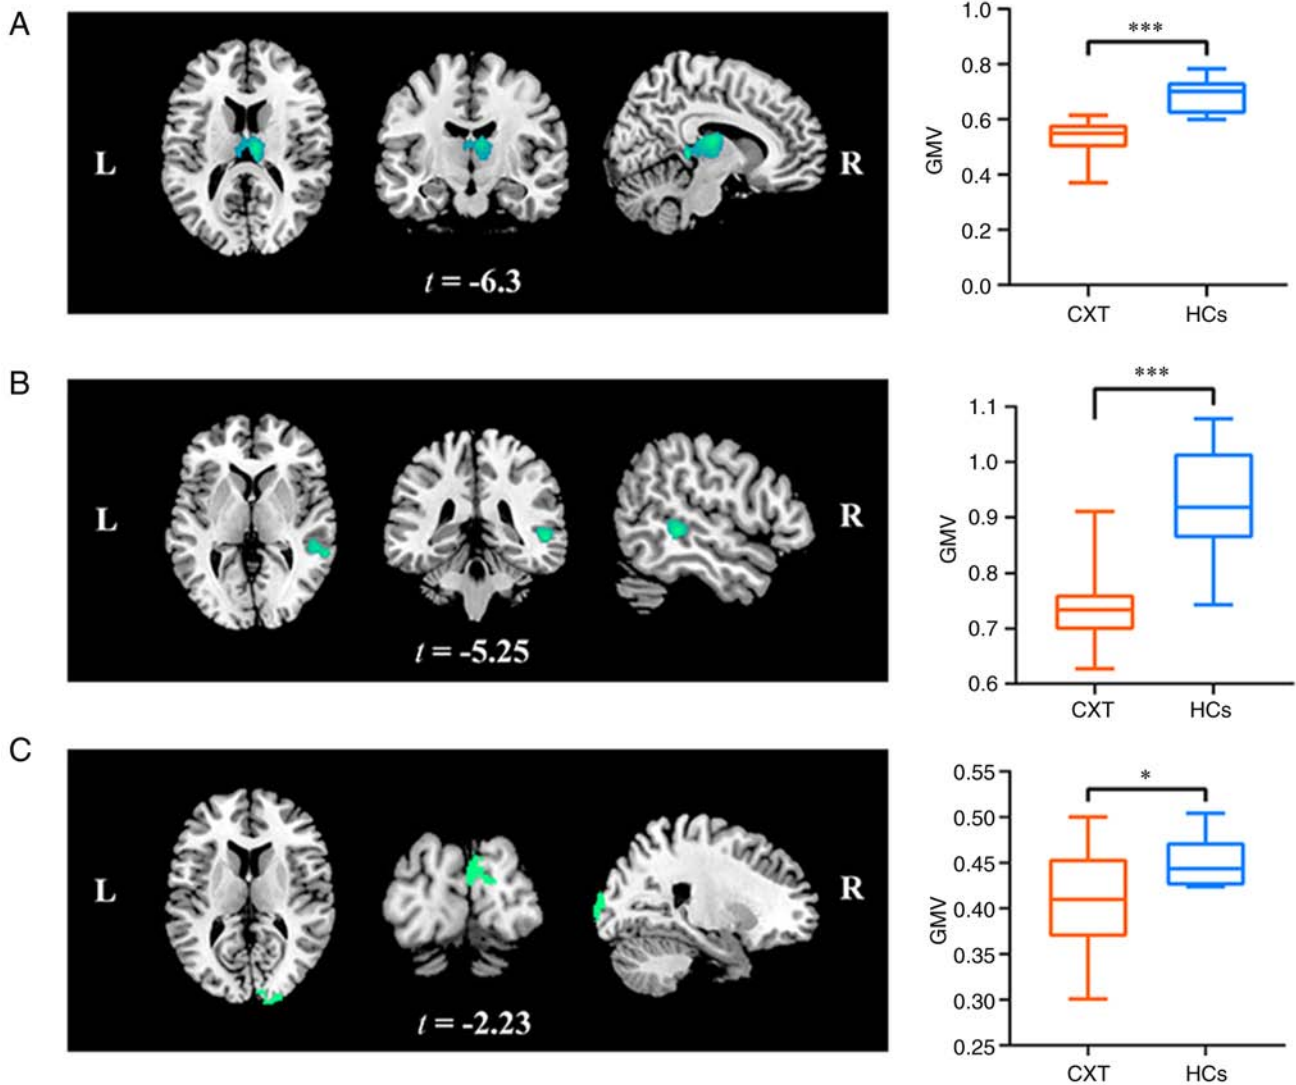 A
L
R
t = -6.3
***
1.0
0.8
0.6
0.4
0.2
0.0
GMV
CXT HCs
B
L
R
t = -5.25
***
1.1
1.0
0.9
0.8
0.7
0.6
GMV
CXT HCs
C
L
R
t = -2.23
*
0.55
0.50
0.45
0.40
0.35
0.30
0.25
GMV
CXT HCs